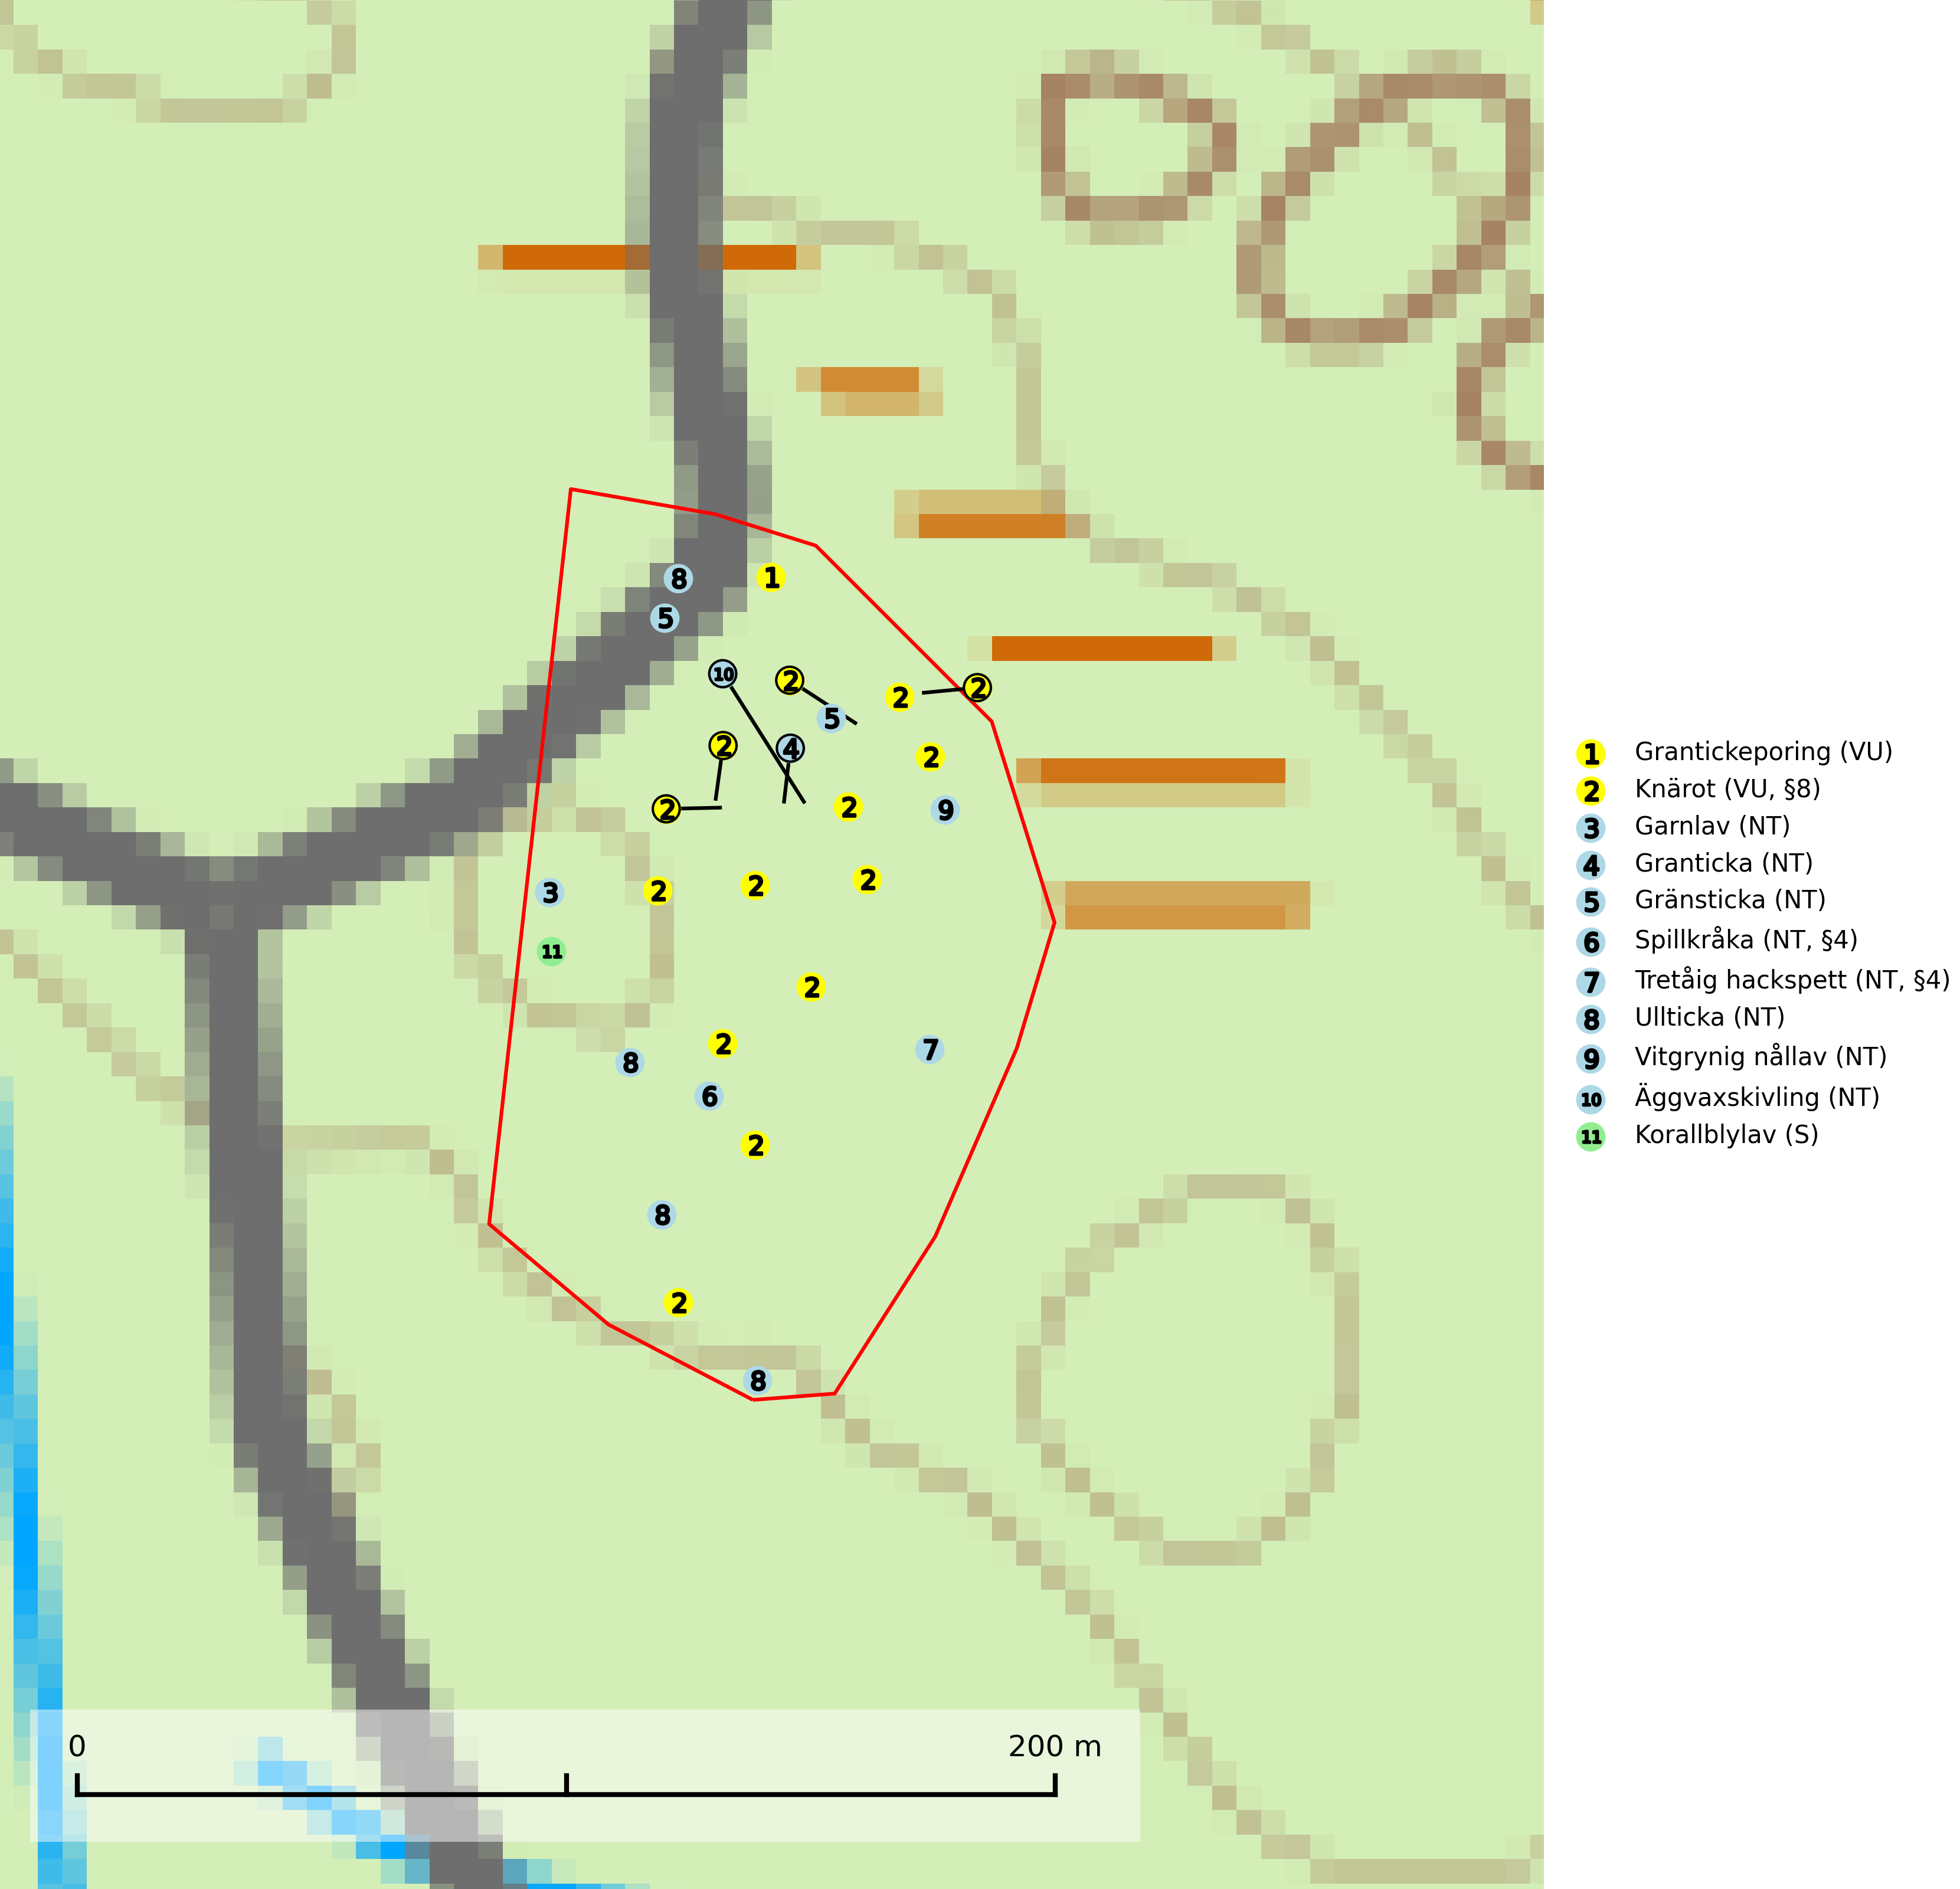 8
1
5
10
2
2
2
5
2
4
2
2
2
9
3
2
2
2
11
2
2
7
8
6
2
8
2
8
1 Grantickeporing (VU)
2 Knärot (VU, §8)
3 Garnlav (NT)
4 Granticka (NT)
5 Gränsticka (NT)
6 Spillkråka (NT, §4)
7 Tretåig hackspett (NT, §4)
8 Ullticka (NT)
9 Vitgrynig nållav (NT)
10 Äggvaxskivling (NT)
11 Korallblylav (S)
0 200 m